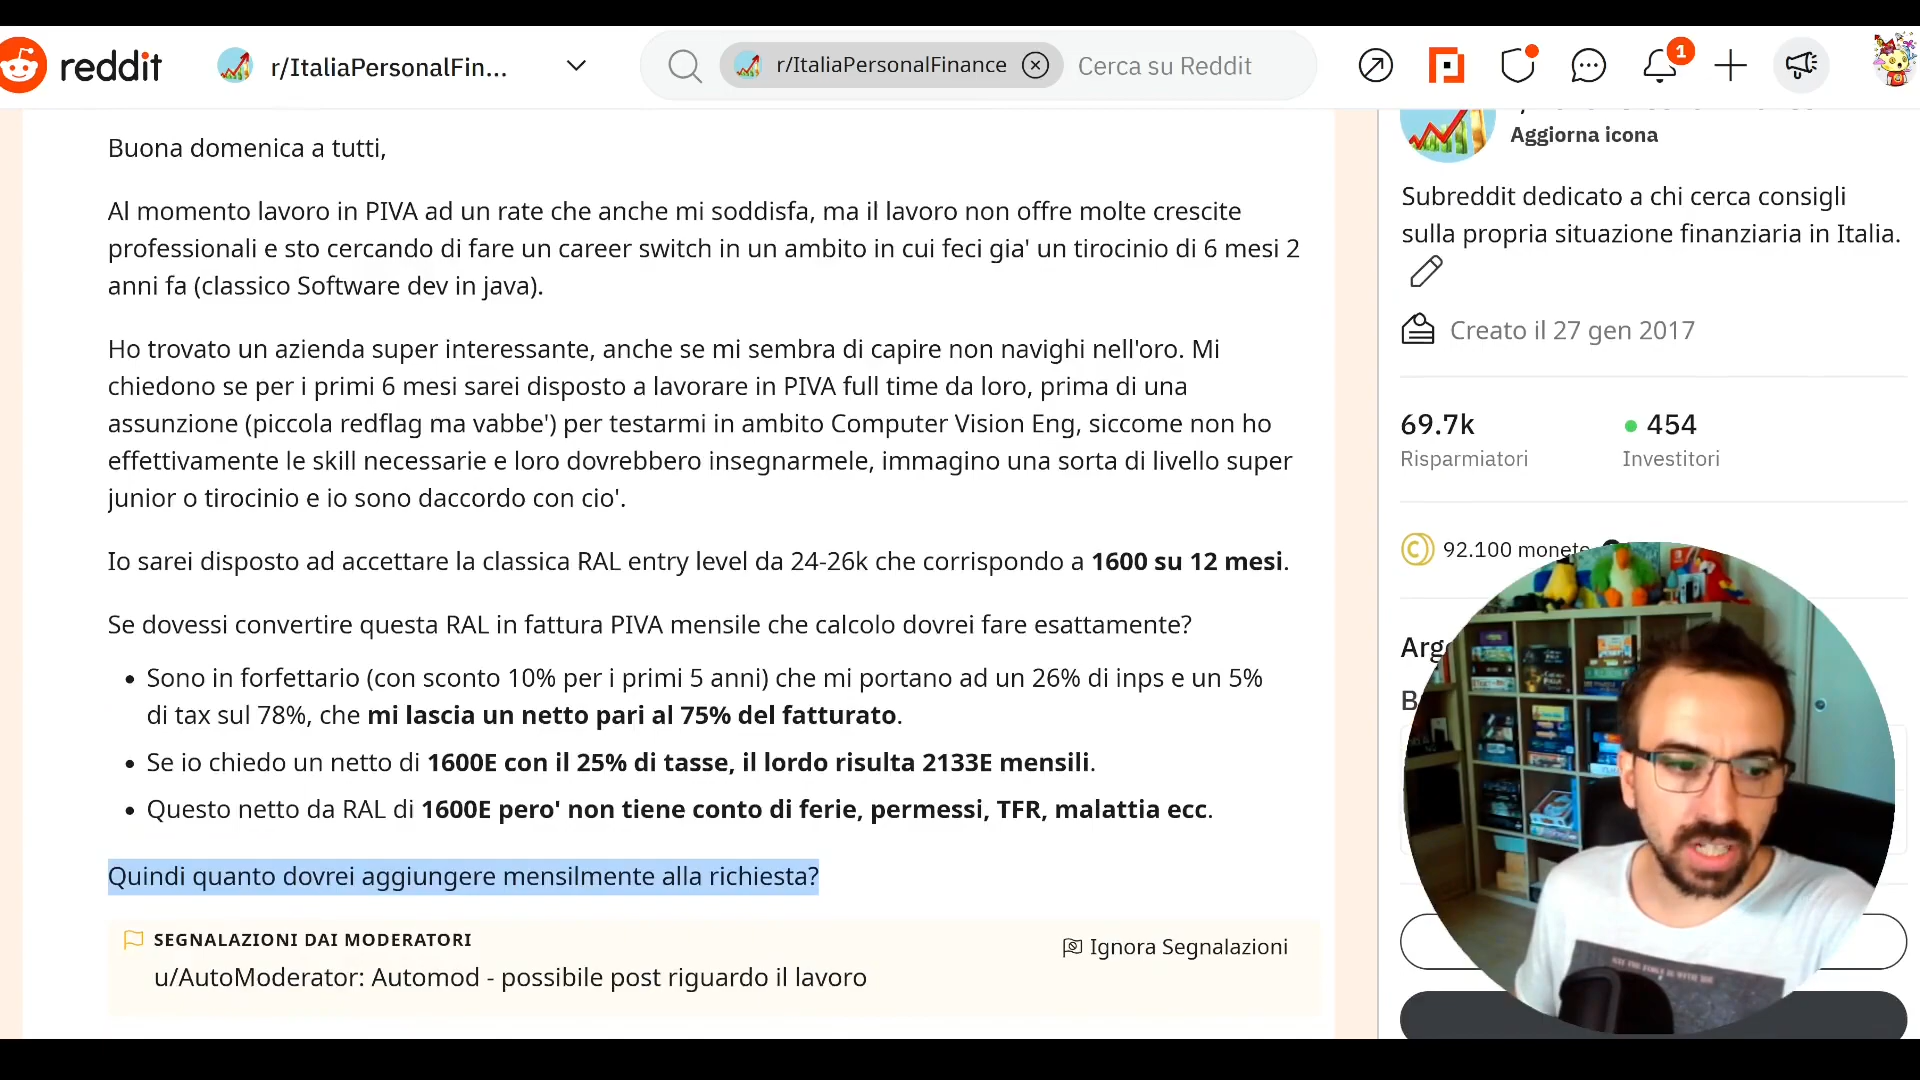 reddit
r/ItaliaPersonalFin...
r/ItaliaPersonalFinance
Cerca su Reddit
1
Buona domenica a tutti,
Al momento lavoro in PIVA ad un rate che anche mi soddisfa, ma il lavoro non offre molte crescite
professionali e sto cercando di fare un career switch in un ambito in cui feci gia' un tirocinio di 6 mesi 2
anni fa (classico Software dev in java).
Ho trovato un azienda super interessante, anche se mi sembra di capire non navighi nell'oro. Mi
chiedono se per i primi 6 mesi sarei disposto a lavorare in PIVA full time da loro, prima di una
assunzione (piccola redflag ma vabbe') per testarmi in ambito Computer Vision Eng, siccome non ho
effettivamente le skill necessarie e loro dovrebbero insegnarmele, immagino una sorta di livello super
junior o tirocinio e io sono daccordo con cio'.
Io sarei disposto ad accettare la classica RAL entry level da 24-26k che corrispondo a 1600 su 12 mesi.
Se dovessi convertire questa RAL in fattura PIVA mensile che calcolo dovrei fare esattamente?
• Sono in forfettario (con sconto 10% per i primi 5 anni) che mi portano ad un 26% di inps e un 5%
di tax sul 78%, che mi lascia un netto pari al 75% del fatturato.
• Se io chiedo un netto di 1600E con il 25% di tasse, il lordo risulta 2133E mensili.
• Questo netto da RAL di 1600E pero' non tiene conto di ferie, permessi, TFR, malattia ecc.
Quindi quanto dovrei aggiungere mensilmente alla richiesta?
SEGNALAZIONI DAI MODERATORI
Ignora Segnalazioni
u/AutoModerator: Automod - possibile post riguardo il lavoro
Aggiorna icona
Subreddit dedicato a chi cerca consigli
sulla propria situazione finanziaria in Italia.
Creato il 27 gen 2017
69.7k
454
Risparmiatori
Investitori
92.100 monete